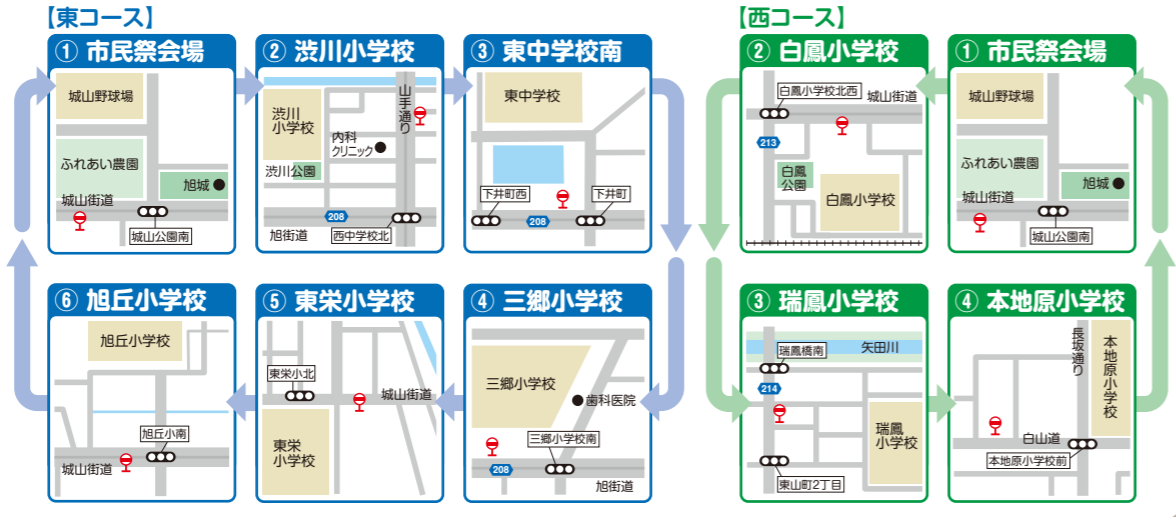 【東コース】
① 市民祭会場
城山野球場
ふれあい農園
旭城
城山街道
城山公園南
② 渋川小学校
山手通り
渋川
小学校
内科
クリニック
渋川公園
208
旭街道
西中学校北
③ 東中学校南
東中学校
下井町西
下井町
208
④ 三郷小学校
三郷小学校
歯科医院
三郷小学校南
208
旭街道
⑤ 東栄小学校
東栄小北
城山街道
東栄
小学校
⑥ 旭丘小学校
旭丘小学校
旭丘小南
城山街道
【西コース】
① 市民祭会場
城山野球場
ふれあい農園
旭城
城山街道
城山公園南
② 白鳳小学校
白鳳小学校北西
城山街道
213
白鳳
公園
白鳳小学校
③ 瑞鳳小学校
矢田川
瑞鳳橋南
214
瑞鳳
小学校
東山町2丁目
④ 本地原小学校
長坂通り
本地原小学校
白山道
本地原小学校前